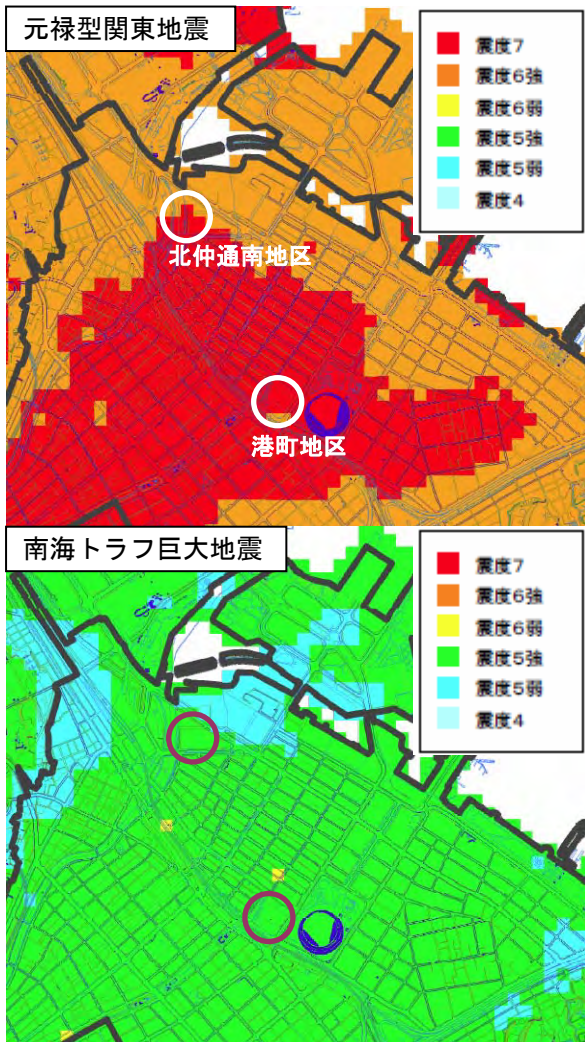 元禄型関東地震
震度7
震度6強
震度6弱
震度5強
震度5弱
震度4
北仲通南地区
港町地区
南海トラフ巨大地震
震度7
震度6強
震度6弱
震度5強
震度5弱
震度4